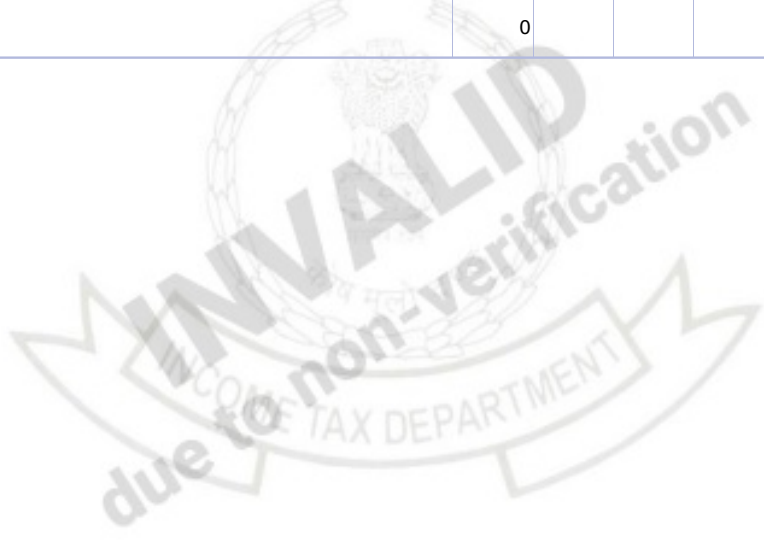 0
INVALID
due to non-verification
INCOME TAX DEPARTMENT